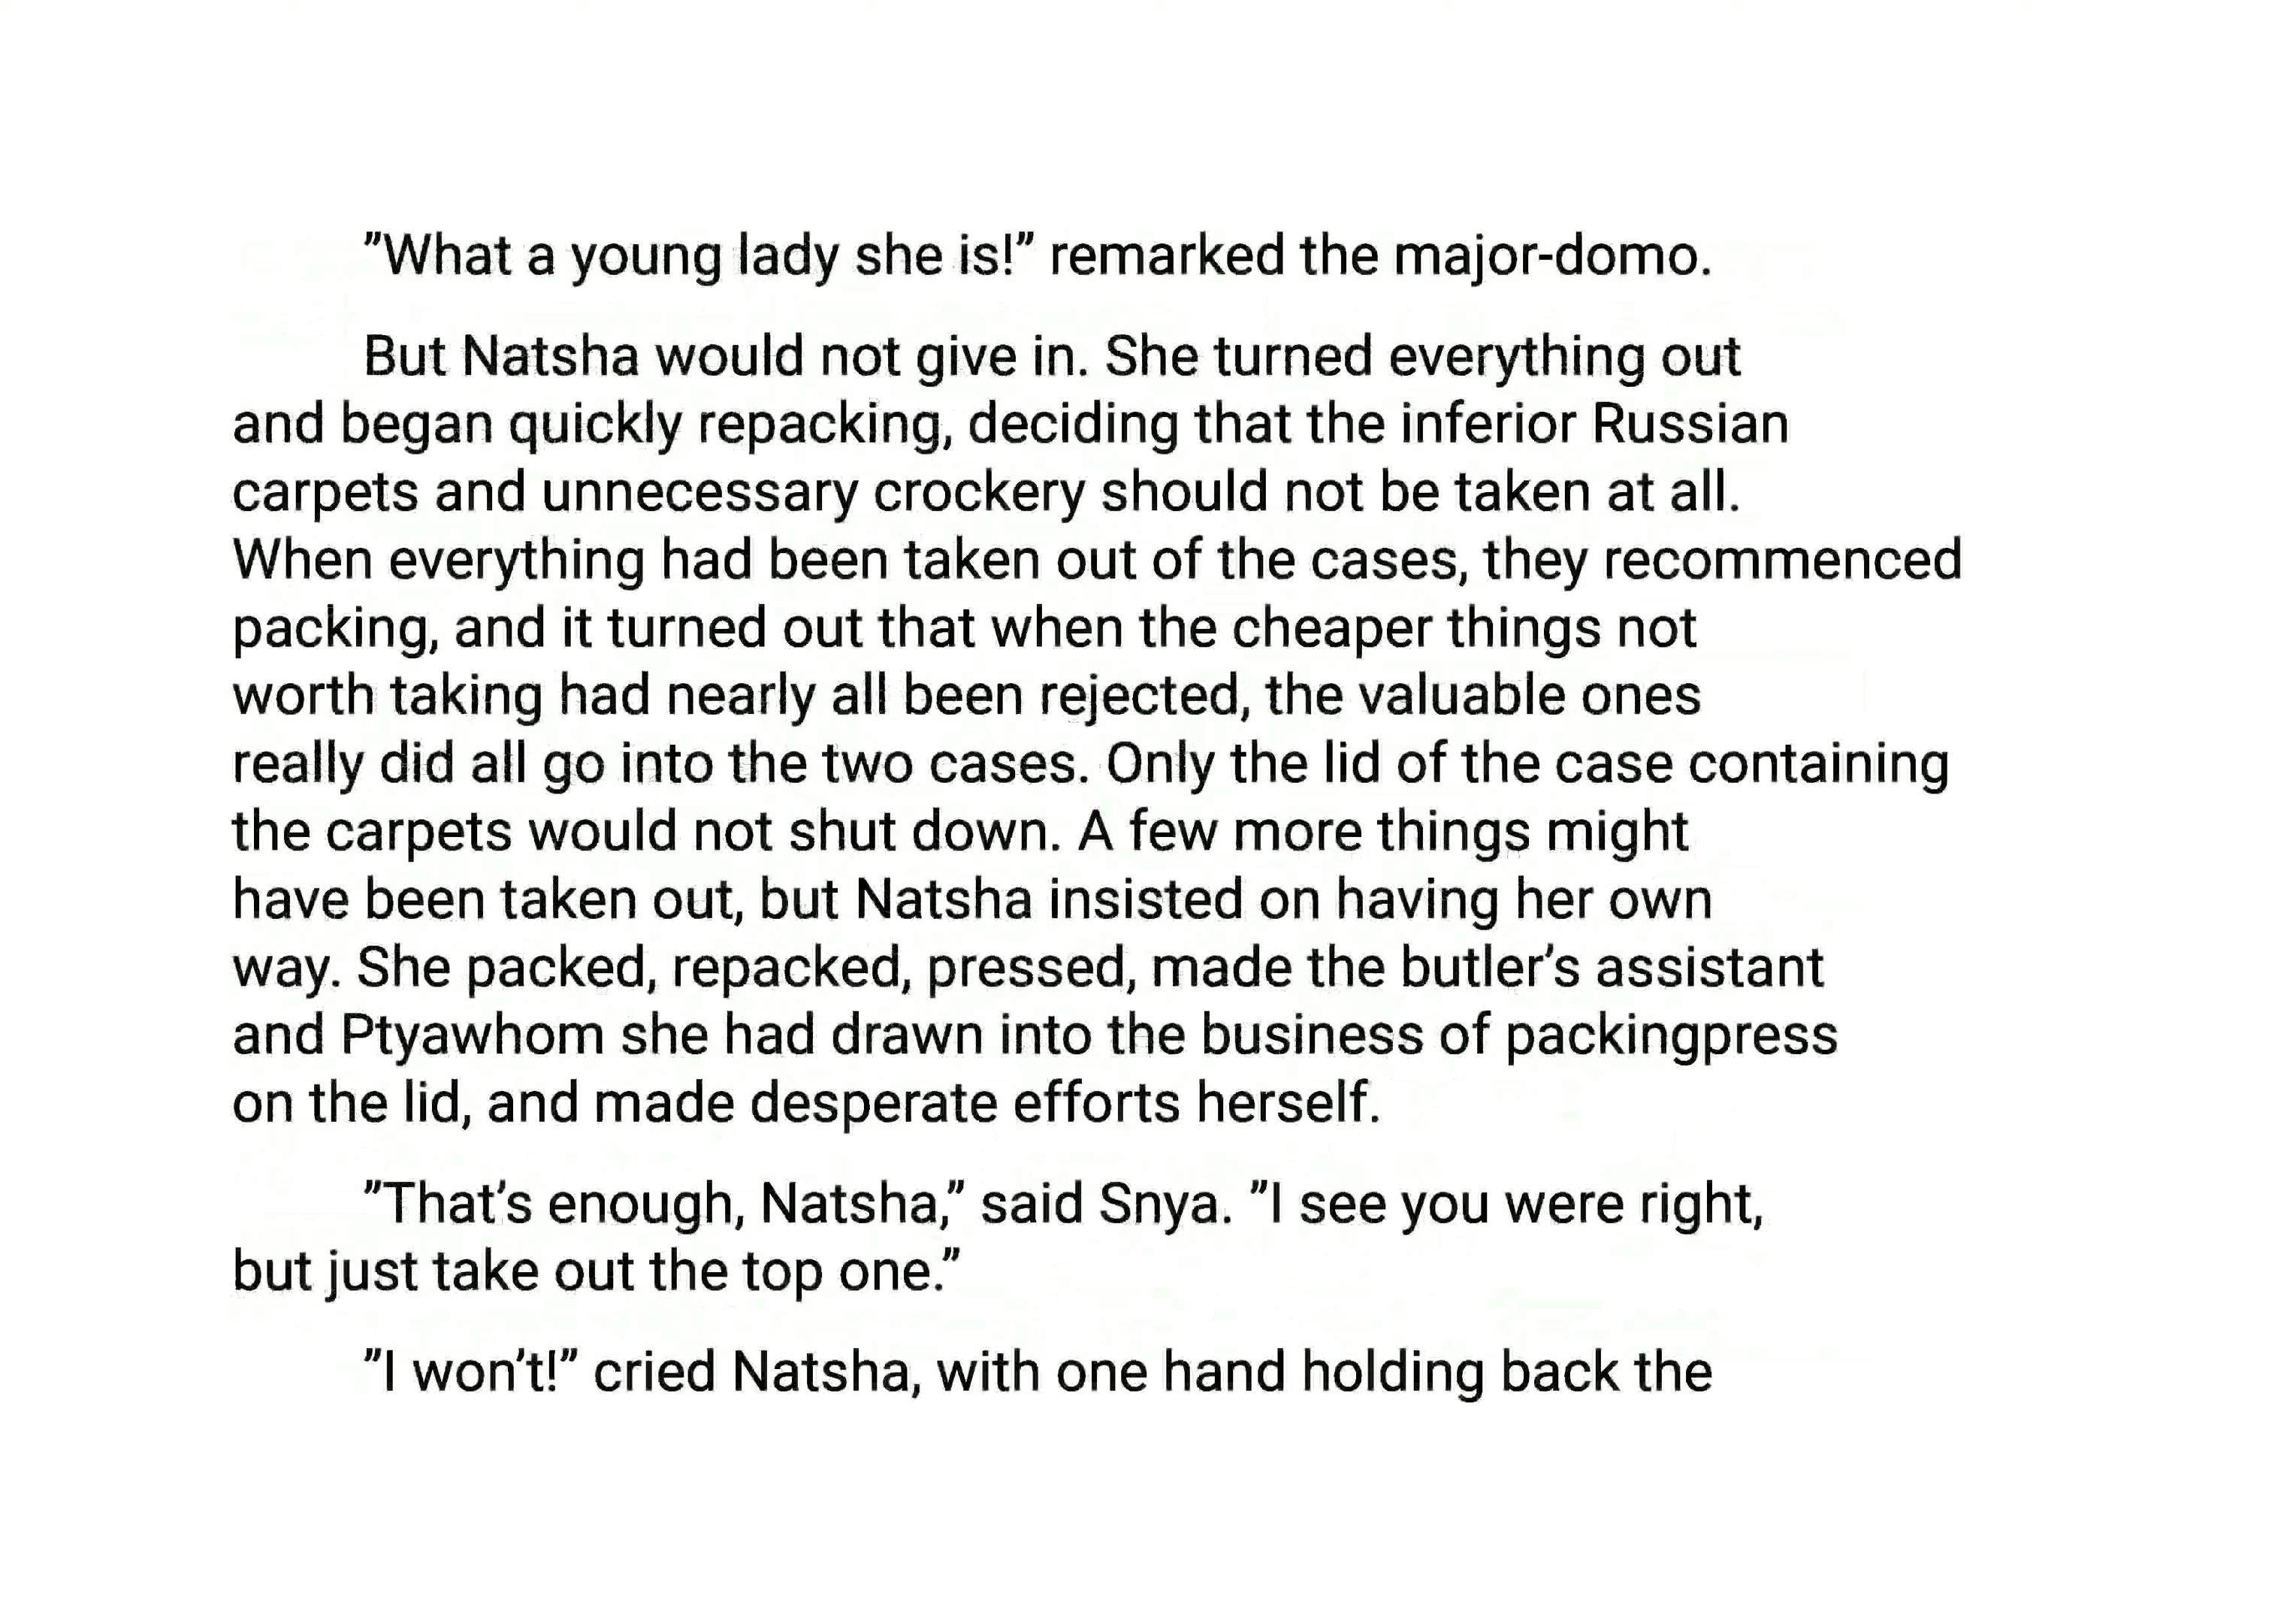 ”What a young lady she is!” remarked the major-domo.
But Natsha would not give in. She turned everything out
and began quickly repacking, deciding that the inferior Russian
carpets and unnecessary crockery should not be taken at all.
When everything had been taken out of the cases, they recommenced
packing, and it turned out that when the cheaper things not
worth taking had nearly all been rejected, the valuable ones
really did all go into the two cases. Only the lid of the case containing
the carpets would not shut down. A few more things might
have been taken out, but Natsha insisted on having her own
way. She packed, repacked, pressed, made the butler’s assistant
and Ptyawhom she had drawn into the business of packingpress
on the lid, and made desperate efforts herself.
”That’s enough, Natsha,” said Snya. ”I see you were right,
but just take out the top one.”
”I won’t!” cried Natsha, with one hand holding back the